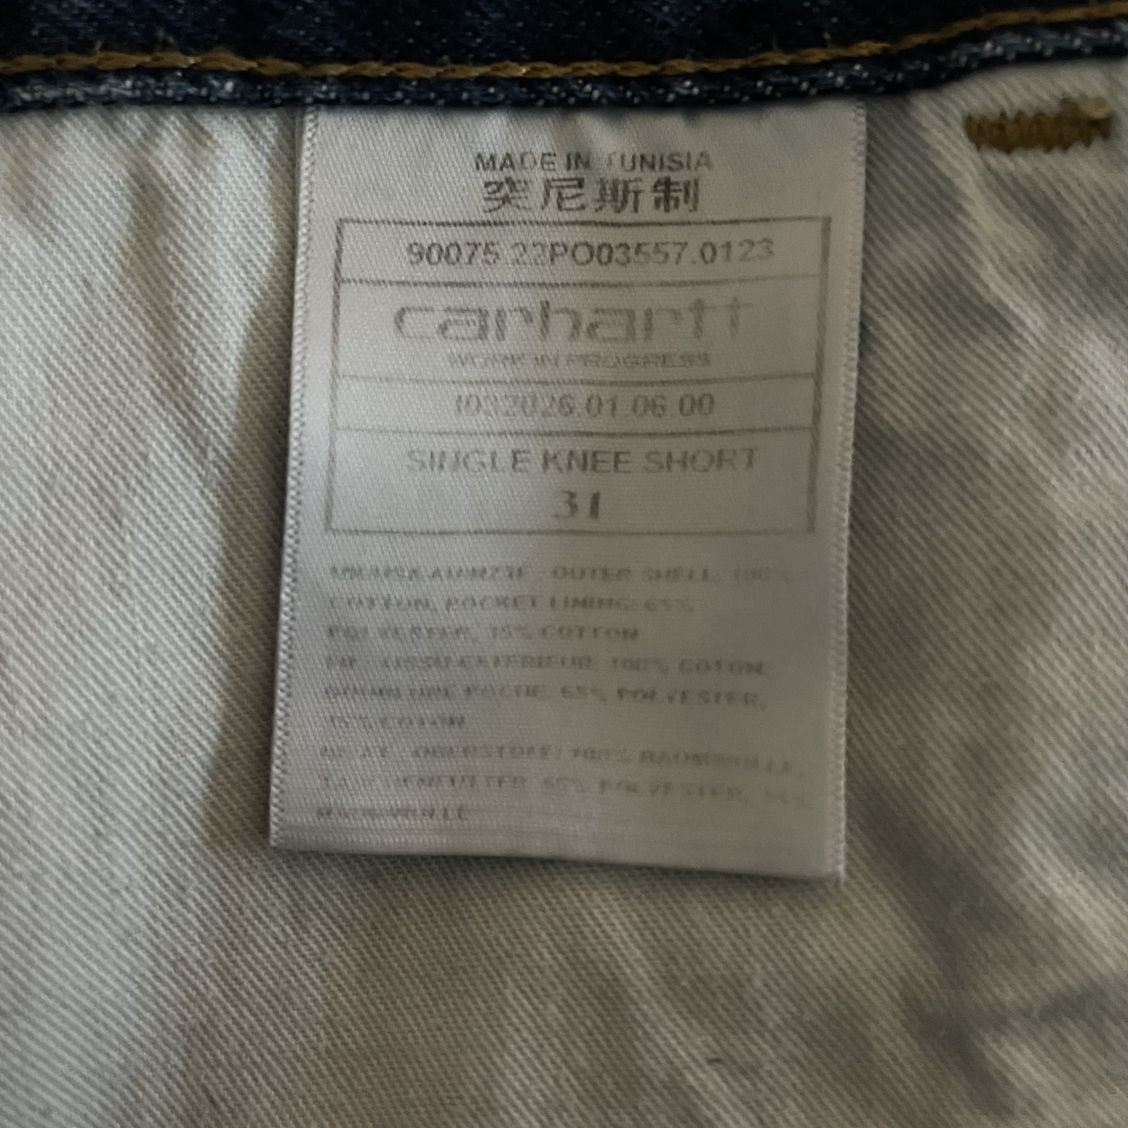 MADE IN TUNISIA
突尼斯制
90075 22PO03557.0123
carhartt
WORK IN PROGRESS
I032026.01.06 00
SINGLE KNEE SHORT
31
OUTER SHELL: 100%
COTTON, POCKET LINING: 65%
POLYESTER, 35% COTTON
TISSU EXTERIEUR: 100% COTON,
DOUBLURE POCHE: 65% POLYESTER,
35% COTON
OBERSTOFF: 100% BAUMWOLLE,
TASCHENFUTTER: 65% POLYESTER, 35%
BAUMWOLLE